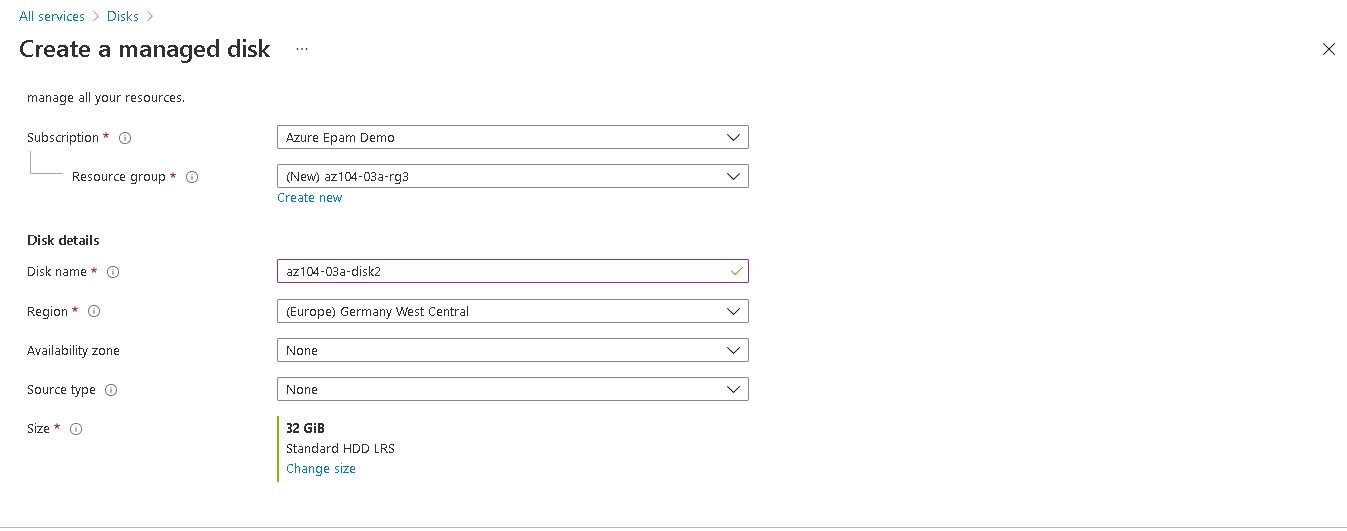 All services > Disks >
Create a managed disk ...
manage all your resources.
Subscription * Azure Epam Demo
Resource group * (New) az104-03a-rg3
Create new
Disk details
Disk name * az104-03a-disk2
Region * (Europe) Germany West Central
Availability zone None
Source type None
Size * 32 GiB
Standard HDD LRS
Change size